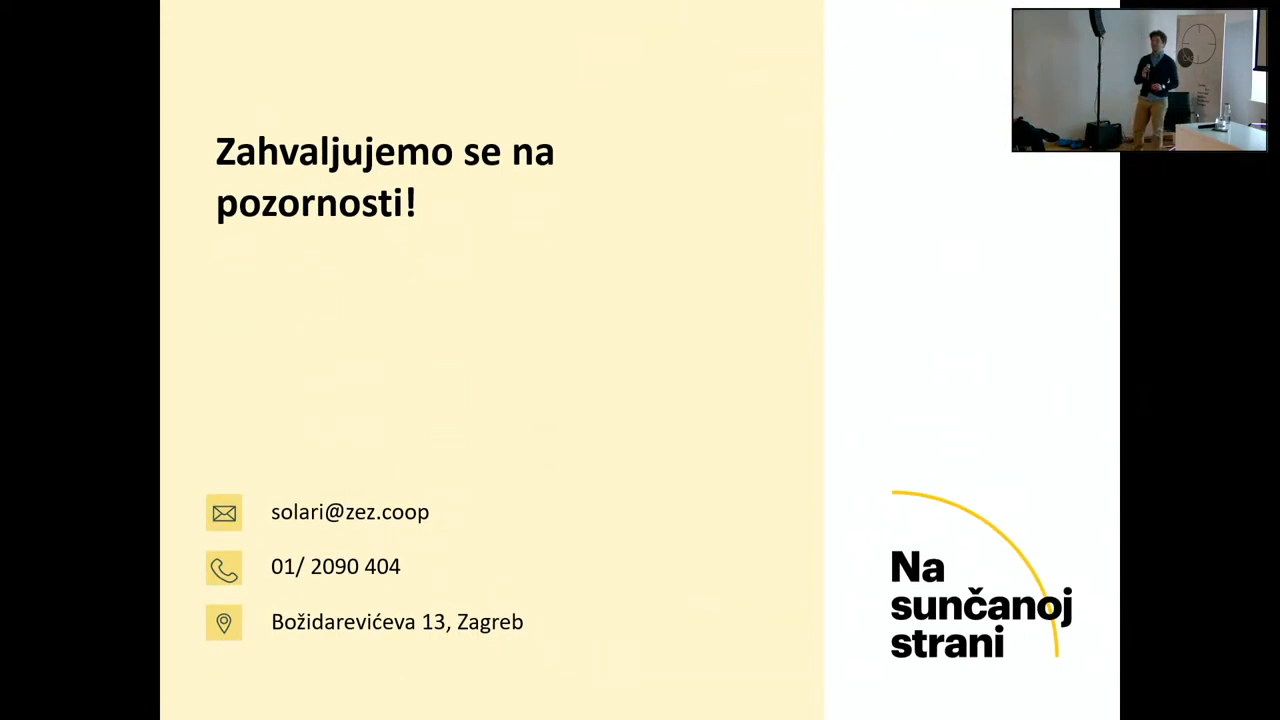 Zahvaljujemo se na
pozornosti!
solari@zez.coop
01/ 2090 404
Božidarevićeva 13, Zagreb
Na
sunčanoj
strani